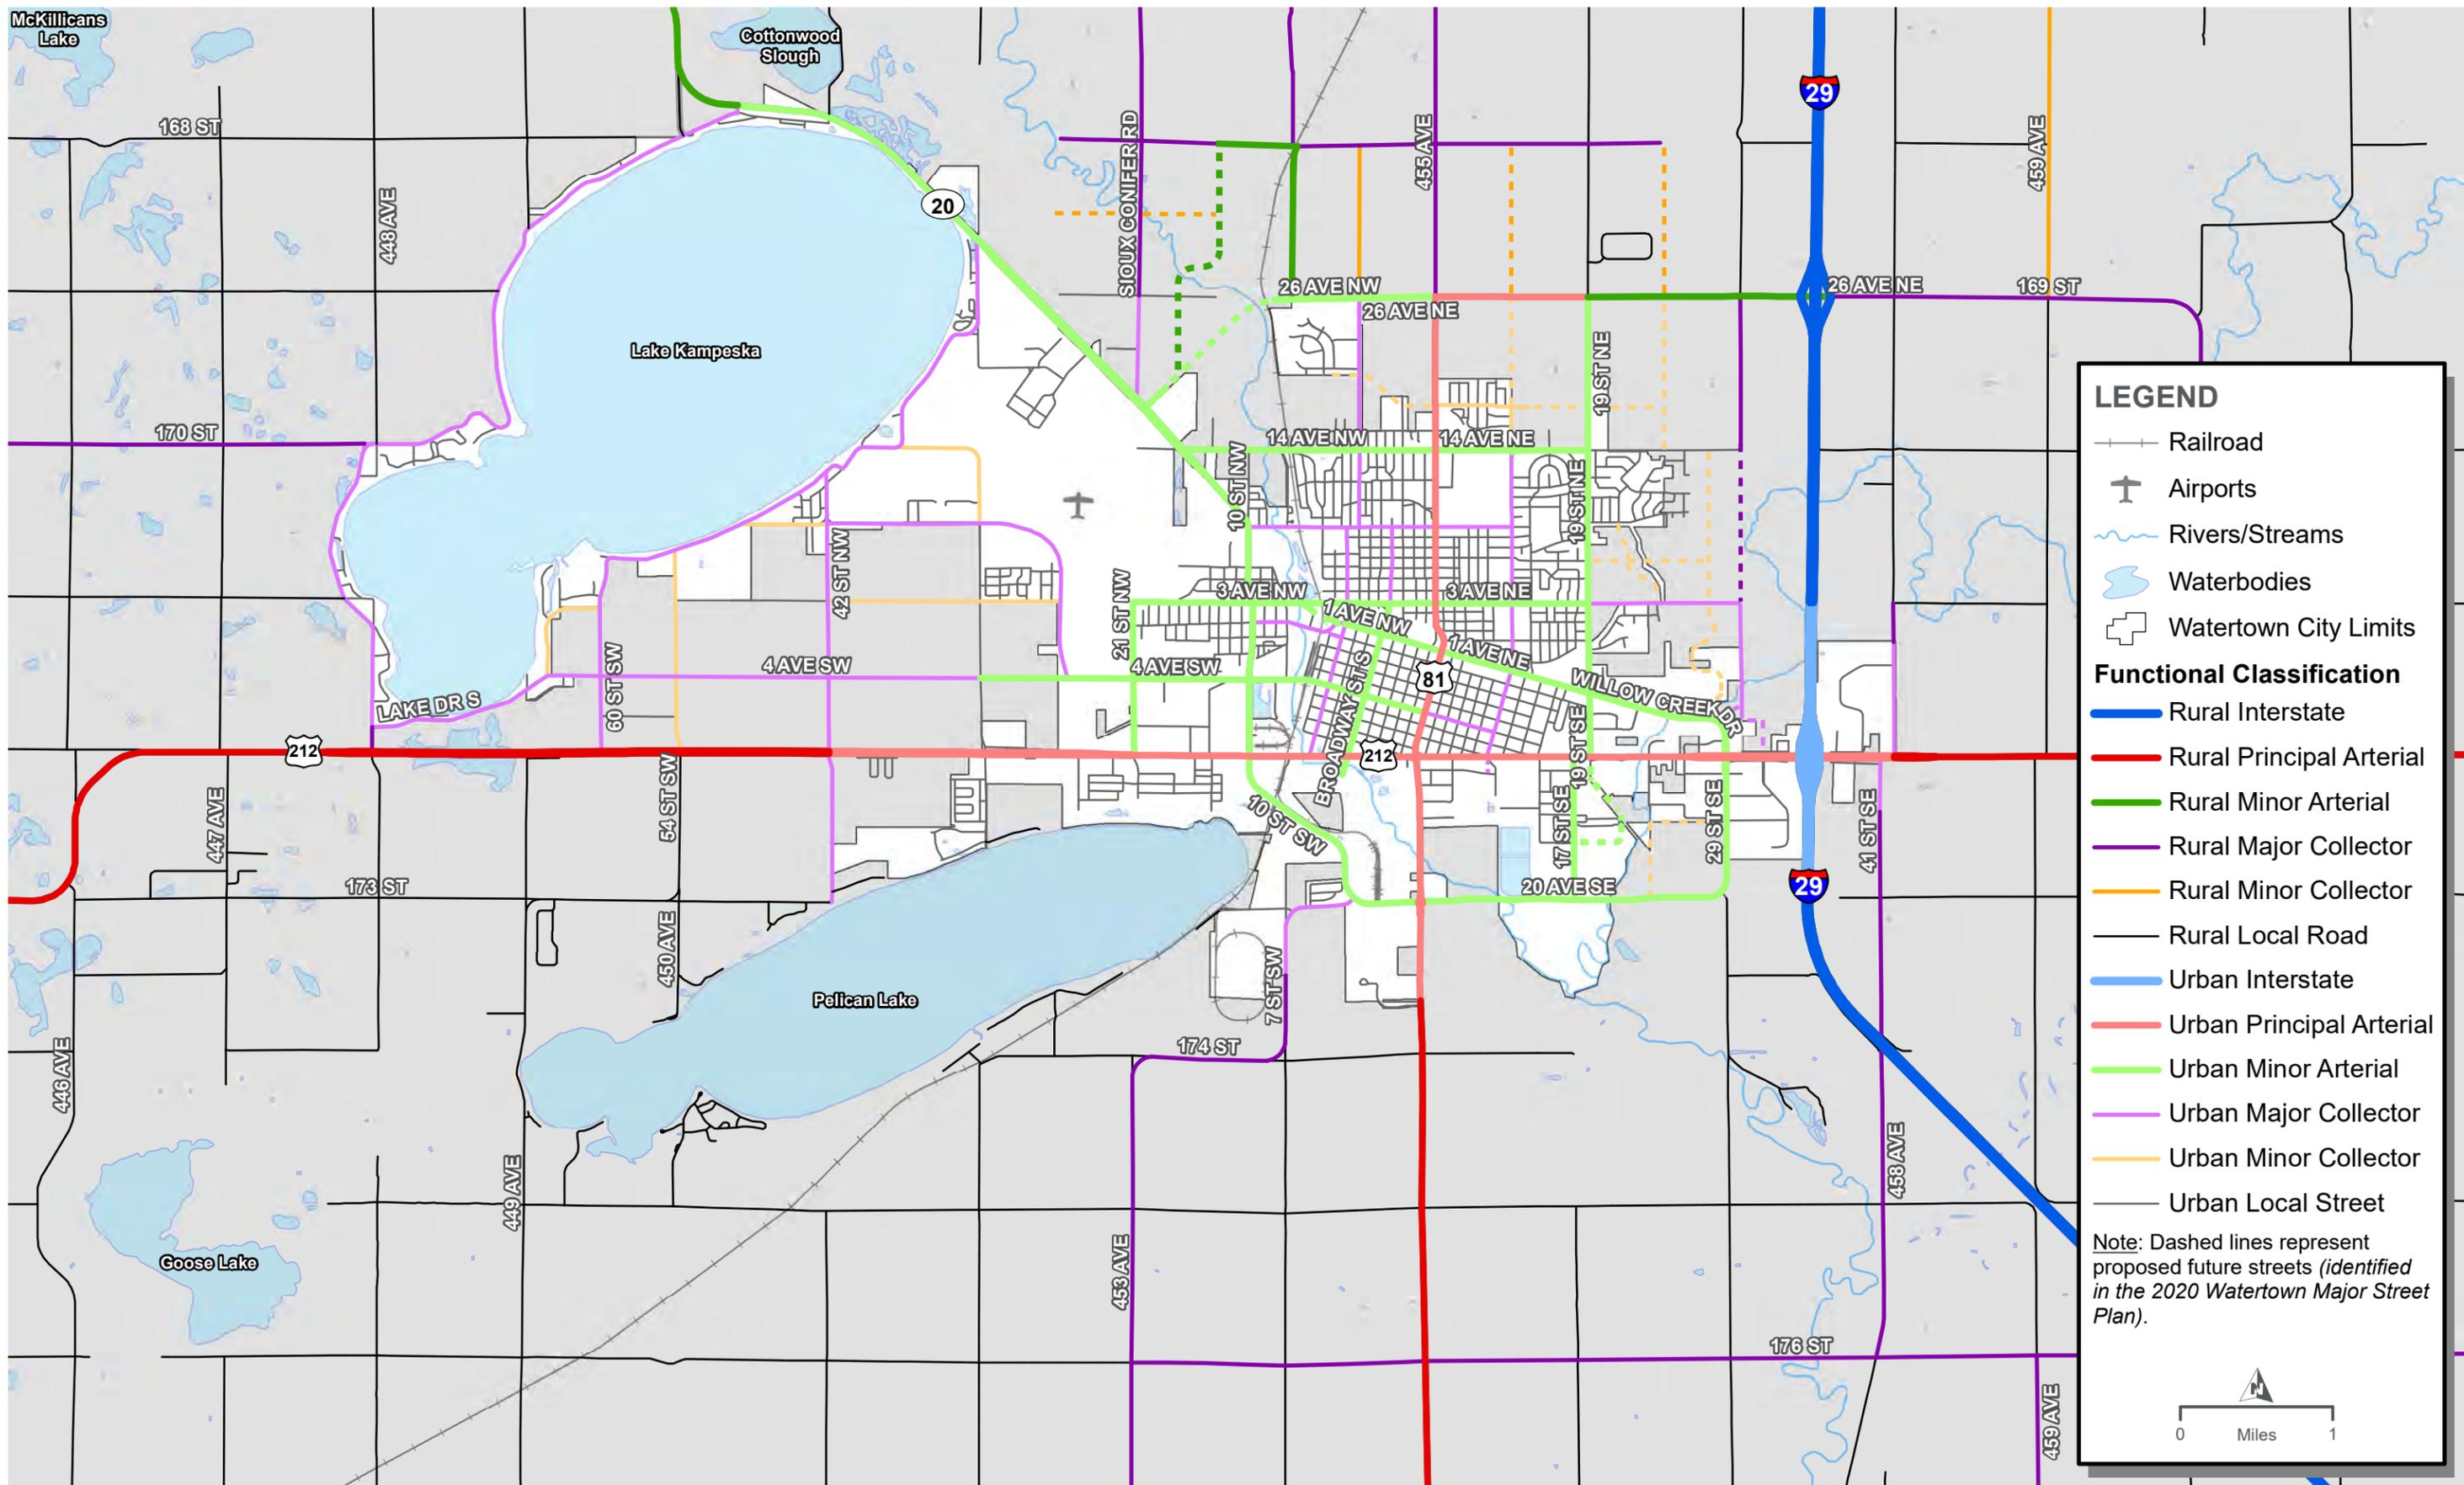 McKillicans
Lake
Cottonwood
Slough
29
168 ST
SIOUX CONIFER RD
455 AVE
459 AVE
448 AVE
20
26 AVE NW
26 AVE NE
169 ST
26 AVE NE
Lake Kampeska
19 ST NE
170 ST
14 AVE NW
14 AVE NE
10 ST NW
19 ST NE
42 ST NW
21 ST NW
3 AVE NW
3 AVE NE
1 AVE NW
1 AVE NE
4 AVE SW
4 AVE SW
60 ST SW
81
WILLOW CREEK DR
LAKE DR S
BROADWAY ST S
212
212
19 ST SE
54 ST SW
447 AVE
10 ST SW
17 ST SE
29 ST SE
41 ST SE
173 ST
20 AVE SE
29
450 AVE
Pelican Lake
7 ST SW
174 ST
446 AVE
449 AVE
458 AVE
Goose Lake
453 AVE
176 ST
459 AVE
LEGEND
Railroad
Airports
Rivers/Streams
Waterbodies
Watertown City Limits
Functional Classification
Rural Interstate
Rural Principal Arterial
Rural Minor Arterial
Rural Major Collector
Rural Minor Collector
Rural Local Road
Urban Interstate
Urban Principal Arterial
Urban Minor Arterial
Urban Major Collector
Urban Minor Collector
Urban Local Street
Note: Dashed lines represent
proposed future streets (identified
in the 2020 Watertown Major Street
Plan).
N
0 Miles 1